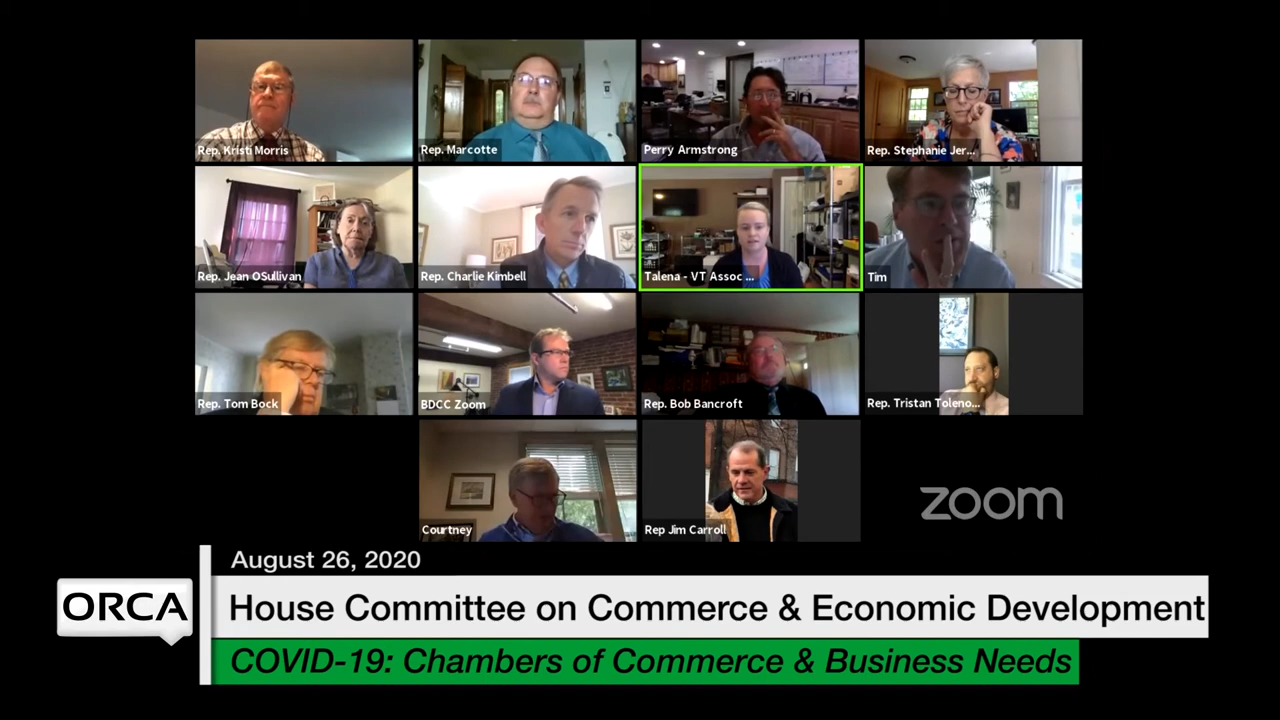 Rep. Kristi Morris
Rep. Marcotte
Perry Armstrong
Rep. Stephanie Jer...
Rep. Jean OSullivan
Rep. Charlie Kimbell
Talena - VT Assoc ...
Tim
Rep. Tom Bock
BDCC Zoom
Rep. Bob Bancroft
Rep. Tristan Toleno...
Courtney
Rep Jim Carroll
zoom
August 26, 2020
ORCA
House Committee on Commerce & Economic Development
COVID-19: Chambers of Commerce & Business Needs